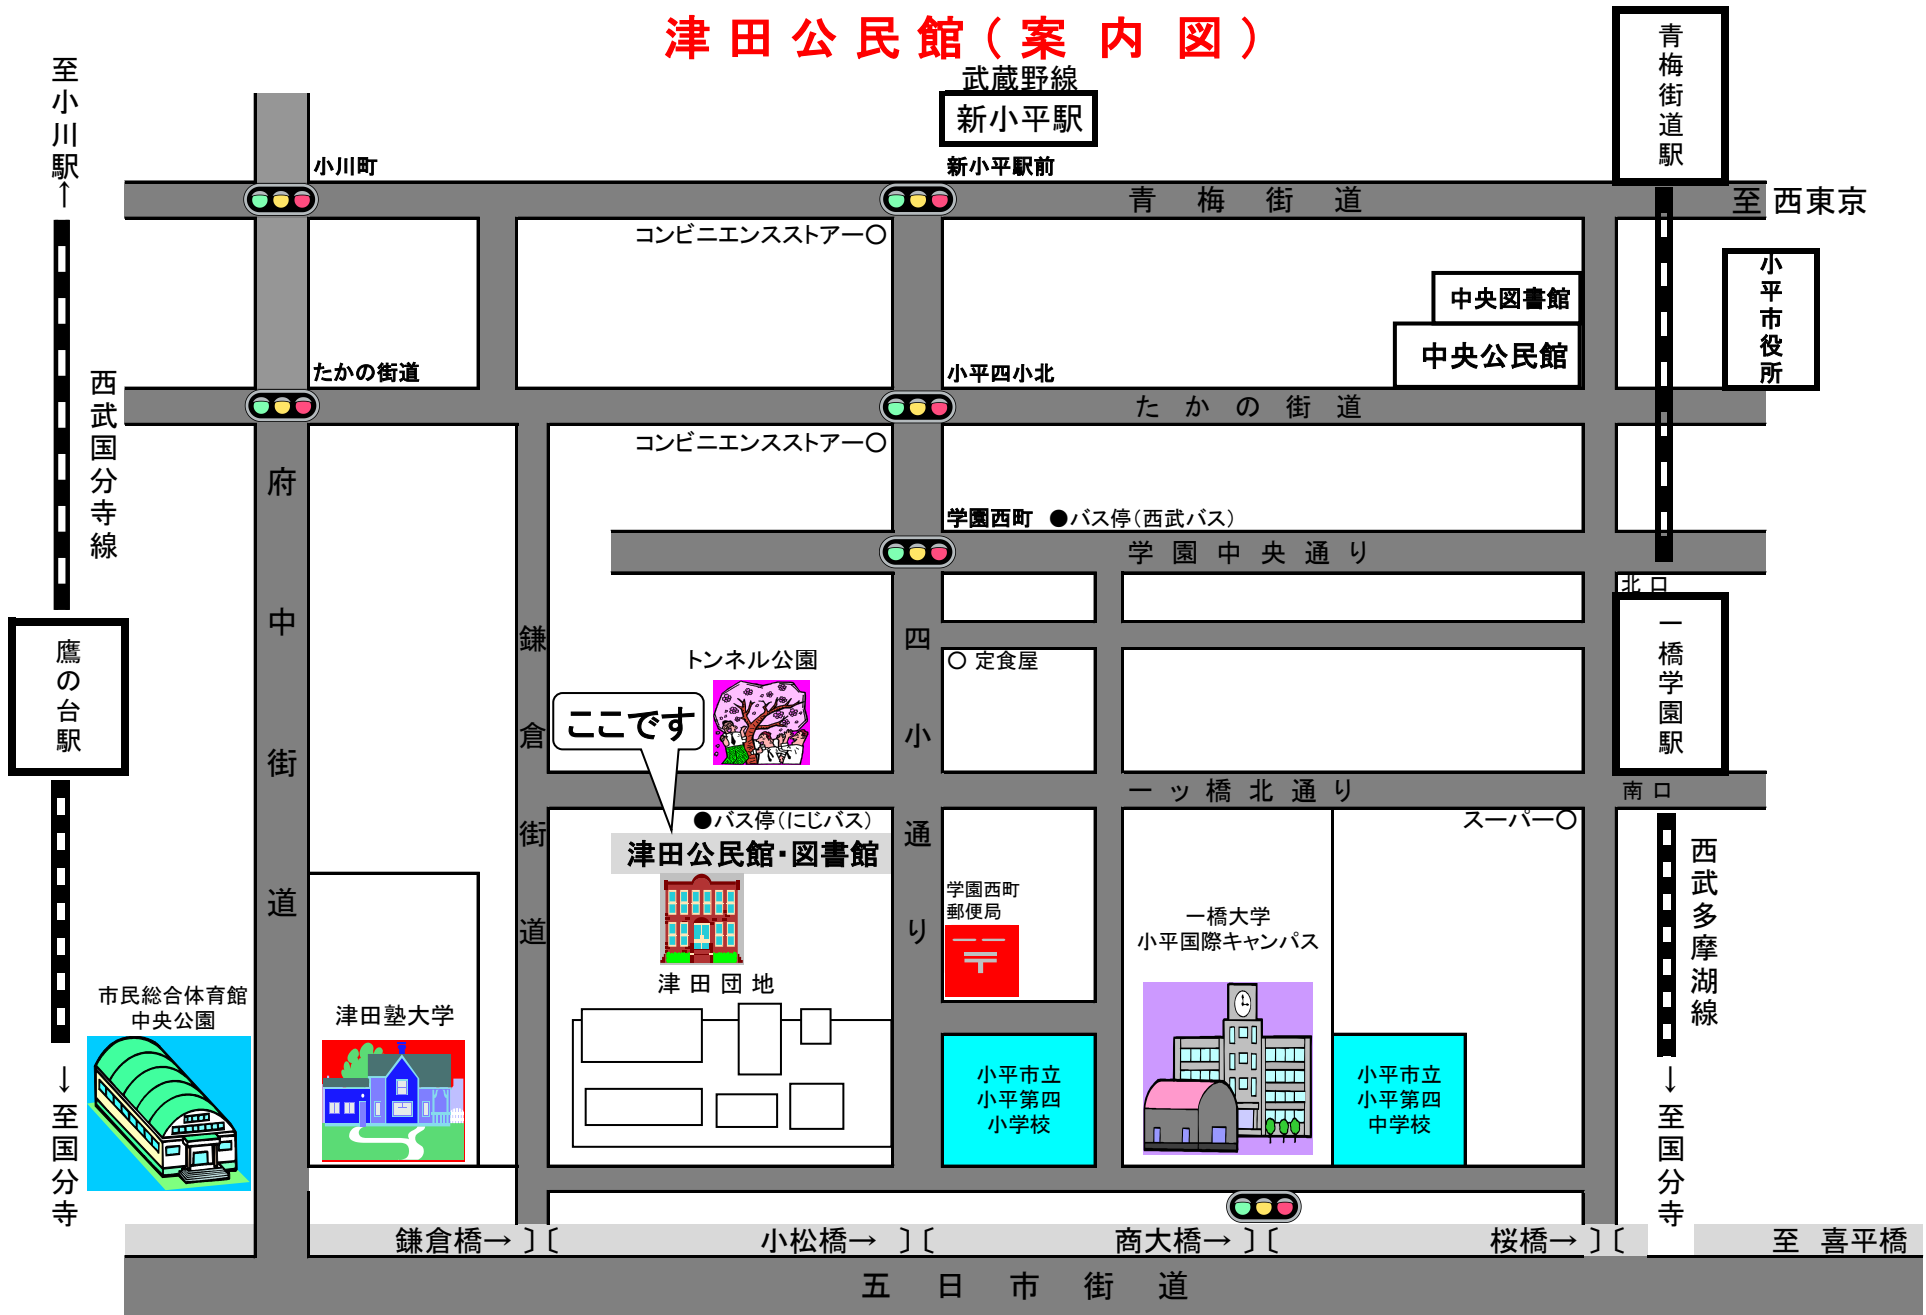 津田公民館(案内図)
武蔵野線
新小平駅
青梅街道駅
至小川駅←
小川町
新小平駅前
青梅街道
至 西東京
コンビニエンスストアー○
中央図書館
中央公民館
小平市役所
たかの街道
小平四小北
たかの街道
西武国分寺線
コンビニエンスストアー○
府中街道
学園西町 ●バス停(西武バス)
学園中央通り
北口
鷹の台駅
鎌倉街道
四小通り
トンネル公園
○ 定食屋
一橋学園駅
ここです
一ッ橋北通り
南口
●バス停(にじバス)
スーパー○
津田公民館・図書館
西武多摩湖線
学園西町
郵便局
〒
一橋大学
小平国際キャンパス
津田団地
市民総合体育館
中央公園
津田塾大学
小平市立
小平第四
小学校
小平市立
小平第四
中学校
→至国分寺
→至国分寺
鎌倉橋→ 〕〔
小松橋→ 〕〔
商大橋→ 〕〔
桜橋→ 〕〔
至 喜平橋
五日市街道